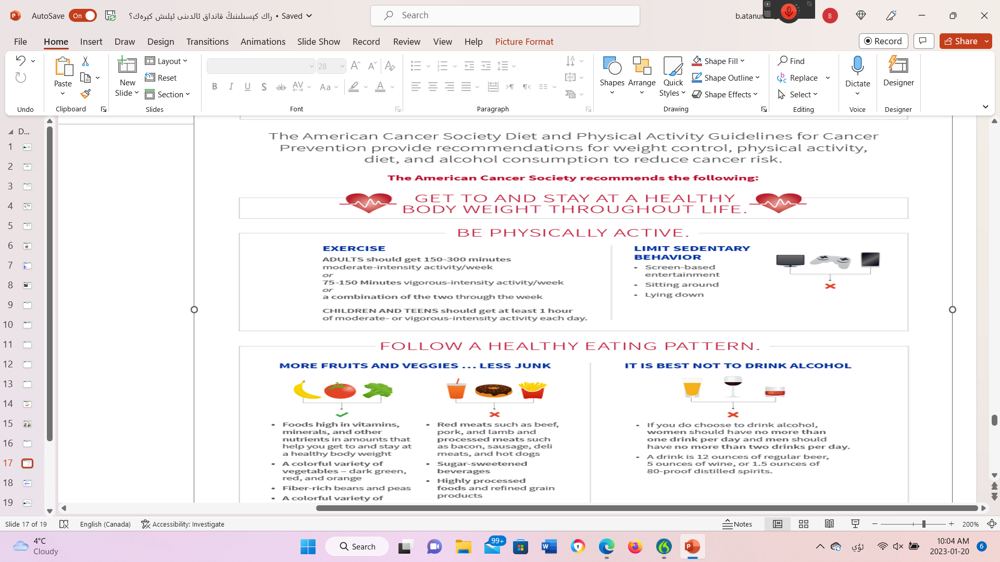 AutoSave On راك كېسىلىنىڭ قانداق ئالدىنى ئېلىش كېرەك؟ • Saved Search B
File Home Insert Draw Design Transitions Animations Slide Show Record Review View Help Picture Format Record Share
Undo
Paste
Clipboard
New Slide
Layout
Reset
Section
Slides
28
Font
Paragraph
Shapes
Arrange
Quick Styles
Shape Fill
Shape Outline
Shape Effects
Drawing
Find
Replace
Select
Editing
Dictate
Voice
Designer
Designer
D...
1
2
3
4
5
6
7
8
9
10
11
12
13
14
15
16
17
18
19
The American Cancer Society Diet and Physical Activity Guidelines for Cancer
Prevention provide recommendations for weight control, physical activity,
diet, and alcohol consumption to reduce cancer risk.
The American Cancer Society recommends the following:
GET TO AND STAY AT A HEALTHY
BODY WEIGHT THROUGHOUT LIFE.
BE PHYSICALLY ACTIVE.
EXERCISE
ADULTS should get 150-300 minutes
moderate-intensity activity/week
or
75-150 Minutes vigorous-intensity activity/week
or
a combination of the two through the week
CHILDREN AND TEENS should get at least 1 hour
of moderate- or vigorous-intensity activity each day.
LIMIT SEDENTARY
BEHAVIOR
• Screen-based
entertainment
• Sitting around
• Lying down
FOLLOW A HEALTHY EATING PATTERN.
MORE FRUITS AND VEGGIES ... LESS JUNK
• Foods high in vitamins,
minerals, and other
nutrients in amounts that
help you get to and stay at
a healthy body weight
• A colorful variety of
vegetables – dark green,
red, and orange
• Fiber-rich beans and peas
• A colorful variety of
• Red meats such as beef,
pork, and lamb and
processed meats such
as bacon, sausage, deli
meats, and hot dogs
• Sugar-sweetened
beverages
• Highly processed
foods and refined grain
products
IT IS BEST NOT TO DRINK ALCOHOL
• If you do choose to drink alcohol,
women should have no more than
one drink per day and men should
have no more than two drinks per day.
• A drink is 12 ounces of regular beer,
5 ounces of wine, or 1.5 ounces of
80-proof distilled spirits.
Slide 17 of 19 English (Canada) Accessibility: Investigate Notes 200%
4°C
Cloudy
Search
99+
ئۇي
10:04 AM
2023-01-20
6